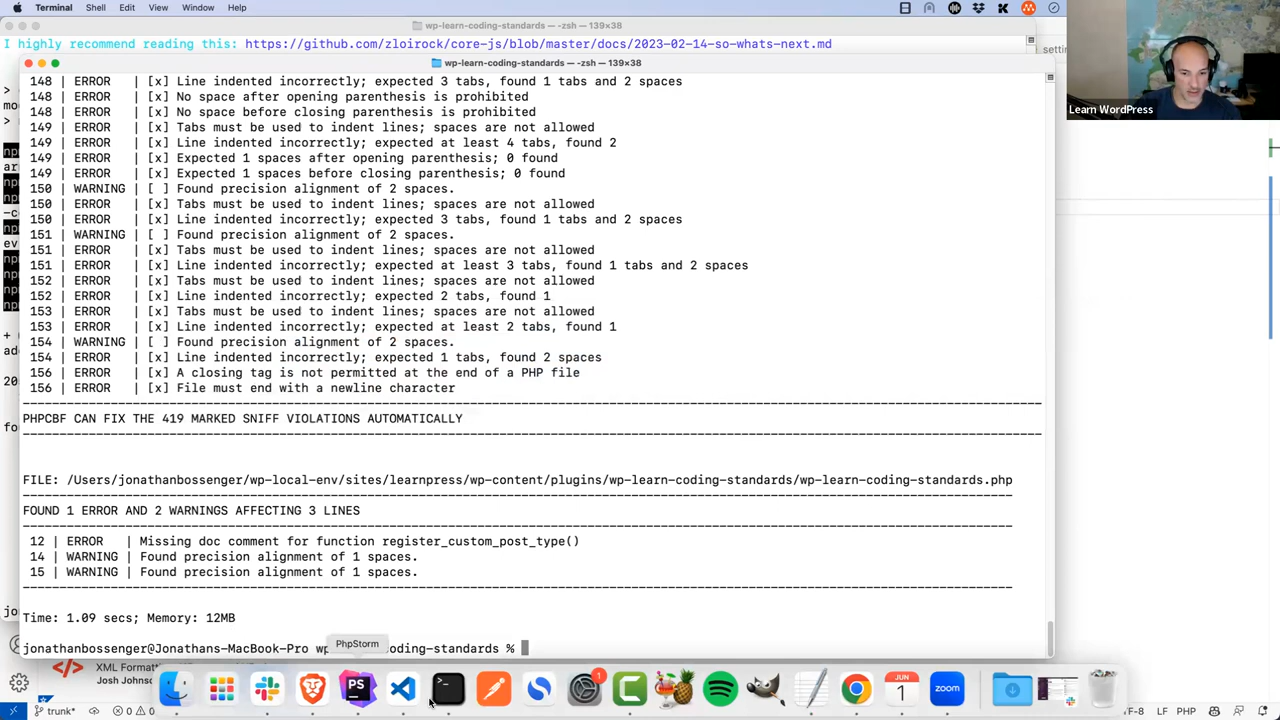 Terminal Shell Edit View Window Help
wp-learn-coding-standards — -zsh — 139×38
I highly recommend reading this: https://github.com/zloirock/core-js/blob/master/docs/2023-02-14-so-whats-next.md
wp-learn-coding-standards — -zsh — 139×38
148 | ERROR | [x] Line indented incorrectly; expected 3 tabs, found 1 tabs and 2 spaces
148 | ERROR | [x] No space after opening parenthesis is prohibited
148 | ERROR | [x] No space before closing parenthesis is prohibited
149 | ERROR | [x] Tabs must be used to indent lines; spaces are not allowed
149 | ERROR | [x] Line indented incorrectly; expected at least 4 tabs, found 2
149 | ERROR | [x] Expected 1 spaces after opening parenthesis; 0 found
149 | ERROR | [x] Expected 1 spaces before closing parenthesis; 0 found
150 | WARNING | [ ] Found precision alignment of 2 spaces.
150 | ERROR | [x] Tabs must be used to indent lines; spaces are not allowed
150 | ERROR | [x] Line indented incorrectly; expected 3 tabs, found 1 tabs and 2 spaces
151 | WARNING | [ ] Found precision alignment of 2 spaces.
151 | ERROR | [x] Tabs must be used to indent lines; spaces are not allowed
151 | ERROR | [x] Line indented incorrectly; expected at least 3 tabs, found 1 tabs and 2 spaces
152 | ERROR | [x] Tabs must be used to indent lines; spaces are not allowed
152 | ERROR | [x] Line indented incorrectly; expected 2 tabs, found 1
153 | ERROR | [x] Tabs must be used to indent lines; spaces are not allowed
153 | ERROR | [x] Line indented incorrectly; expected at least 2 tabs, found 1
154 | WARNING | [ ] Found precision alignment of 2 spaces.
154 | ERROR | [x] Line indented incorrectly; expected 1 tabs, found 2 spaces
156 | ERROR | [x] A closing tag is not permitted at the end of a PHP file
156 | ERROR | [x] File must end with a newline character
PHPCBF CAN FIX THE 419 MARKED SNIFF VIOLATIONS AUTOMATICALLY
FILE: /Users/jonathanbossenger/wp-local-env/sites/learnpress/wp-content/plugins/wp-learn-coding-standards/wp-learn-coding-standards.php
FOUND 1 ERROR AND 2 WARNINGS AFFECTING 3 LINES
12 | ERROR | Missing doc comment for function register_custom_post_type()
14 | WARNING | Found precision alignment of 1 spaces.
15 | WARNING | Found precision alignment of 1 spaces.
Time: 1.09 secs; Memory: 12MB
jonathanbossenger@Jonathans-MacBook-Pro wp oding-standards %
PhpStorm
Learn WordPress
XML Formatt
Josh Johnso
PS
1
JUN
1
zoom
trunk* 0 0
LF PHP